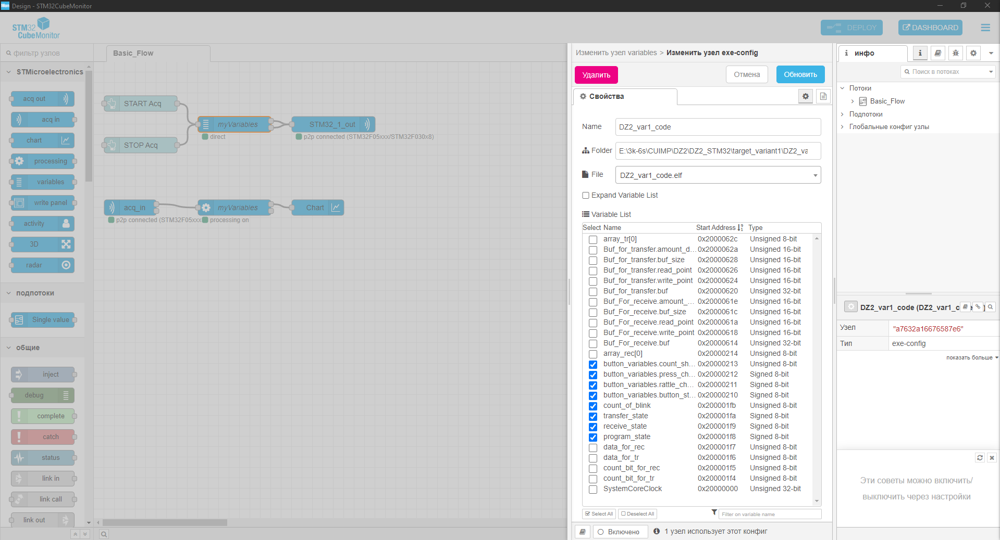 Mon Design - STM32CubeMonitor
STM32
CubeMonitor
DEPLOY
DASHBOARD
фильтр узлов
STMicroelectronics
acq out
acq in
chart
processing
variables
write panel
activity
3D
radar
подпотоки
Single value
общие
inject
debug
complete
catch
status
link in
link call
link out
Basic_Flow
START Acq
STOP Acq
myVariables
direct
STM32_1_out
p2p connected (STM32F05xxx/STM32F030x8)
acq_in
p2p connected (STM32F05xxx
myVariables
processing on
Chart
Изменить узел variables > Изменить узел exe-config
Удалить
Отмена
Обновить
Свойства
Name
DZ2_var1_code
Folder
E:\3k-6s\CUIMP\DZ2\DZ2_STM32\target_variant1\DZ2_va
File
DZ2_var1_code.elf
Expand Variable List
Variable List
Select Name Start Address Type
array_tr[0] 0x2000062c Unsigned 8-bit
Buf_for_transfer.amount_d... 0x2000062a Unsigned 16-bit
Buf_for_transfer.buf_size 0x20000628 Unsigned 16-bit
Buf_for_transfer.read_point 0x20000626 Unsigned 16-bit
Buf_for_transfer.write_point 0x20000624 Unsigned 16-bit
Buf_for_transfer.buf 0x20000620 Unsigned 32-bit
Buf_For_receive.amount_... 0x2000061e Unsigned 16-bit
Buf_For_receive.buf_size 0x2000061c Unsigned 16-bit
Buf_For_receive.read_point 0x2000061a Unsigned 16-bit
Buf_For_receive.write_point 0x20000618 Unsigned 16-bit
Buf_For_receive.buf 0x20000614 Unsigned 32-bit
array_rec[0] 0x20000214 Unsigned 8-bit
button_variables.count_sh... 0x20000213 Unsigned 8-bit
button_variables.press_ch... 0x20000212 Signed 8-bit
button_variables.rattle_ch... 0x20000211 Signed 8-bit
button_variables.button_st... 0x20000210 Signed 8-bit
count_of_blink 0x200001fb Unsigned 8-bit
transfer_state 0x200001fa Signed 8-bit
receive_state 0x200001f9 Signed 8-bit
program_state 0x200001f8 Signed 8-bit
data_for_rec 0x200001f7 Unsigned 8-bit
data_for_tr 0x200001f6 Unsigned 8-bit
count_bit_for_rec 0x200001f5 Unsigned 8-bit
count_bit_for_tr 0x200001f4 Unsigned 8-bit
SystemCoreClock 0x20000000 Unsigned 32-bit
Select All
Deselect All
Filter on variable name
Включено
1 узел использует этот конфиг
инфо
Поиск в потоках
Потоки
Basic_Flow
Подпотоки
Глобальные конфиг узлы
DZ2_var1_code (DZ2_var1_c
Узел "a7632a16676587e6"
Тип exe-config
показать больше
Эти советы можно включить/
выключить через настройки